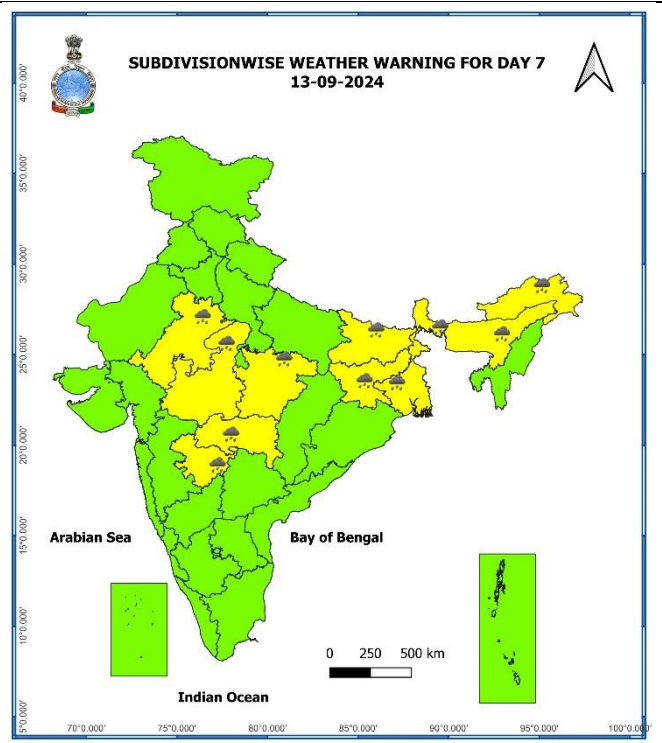 SUBDIVISIONWISE WEATHER WARNING FOR DAY 7
13-09-2024
40°0.000'
35°0.000'
30°0.000'
25°0.000'
20°0.000'
15°0.000'
10°0.000'
5°0.000'
Arabian Sea
Bay of Bengal
0 250 500 km
Indian Ocean
70°0.000' 75°0.000' 80°0.000' 85°0.000' 90°0.000' 95°0.000' 100°0.000'